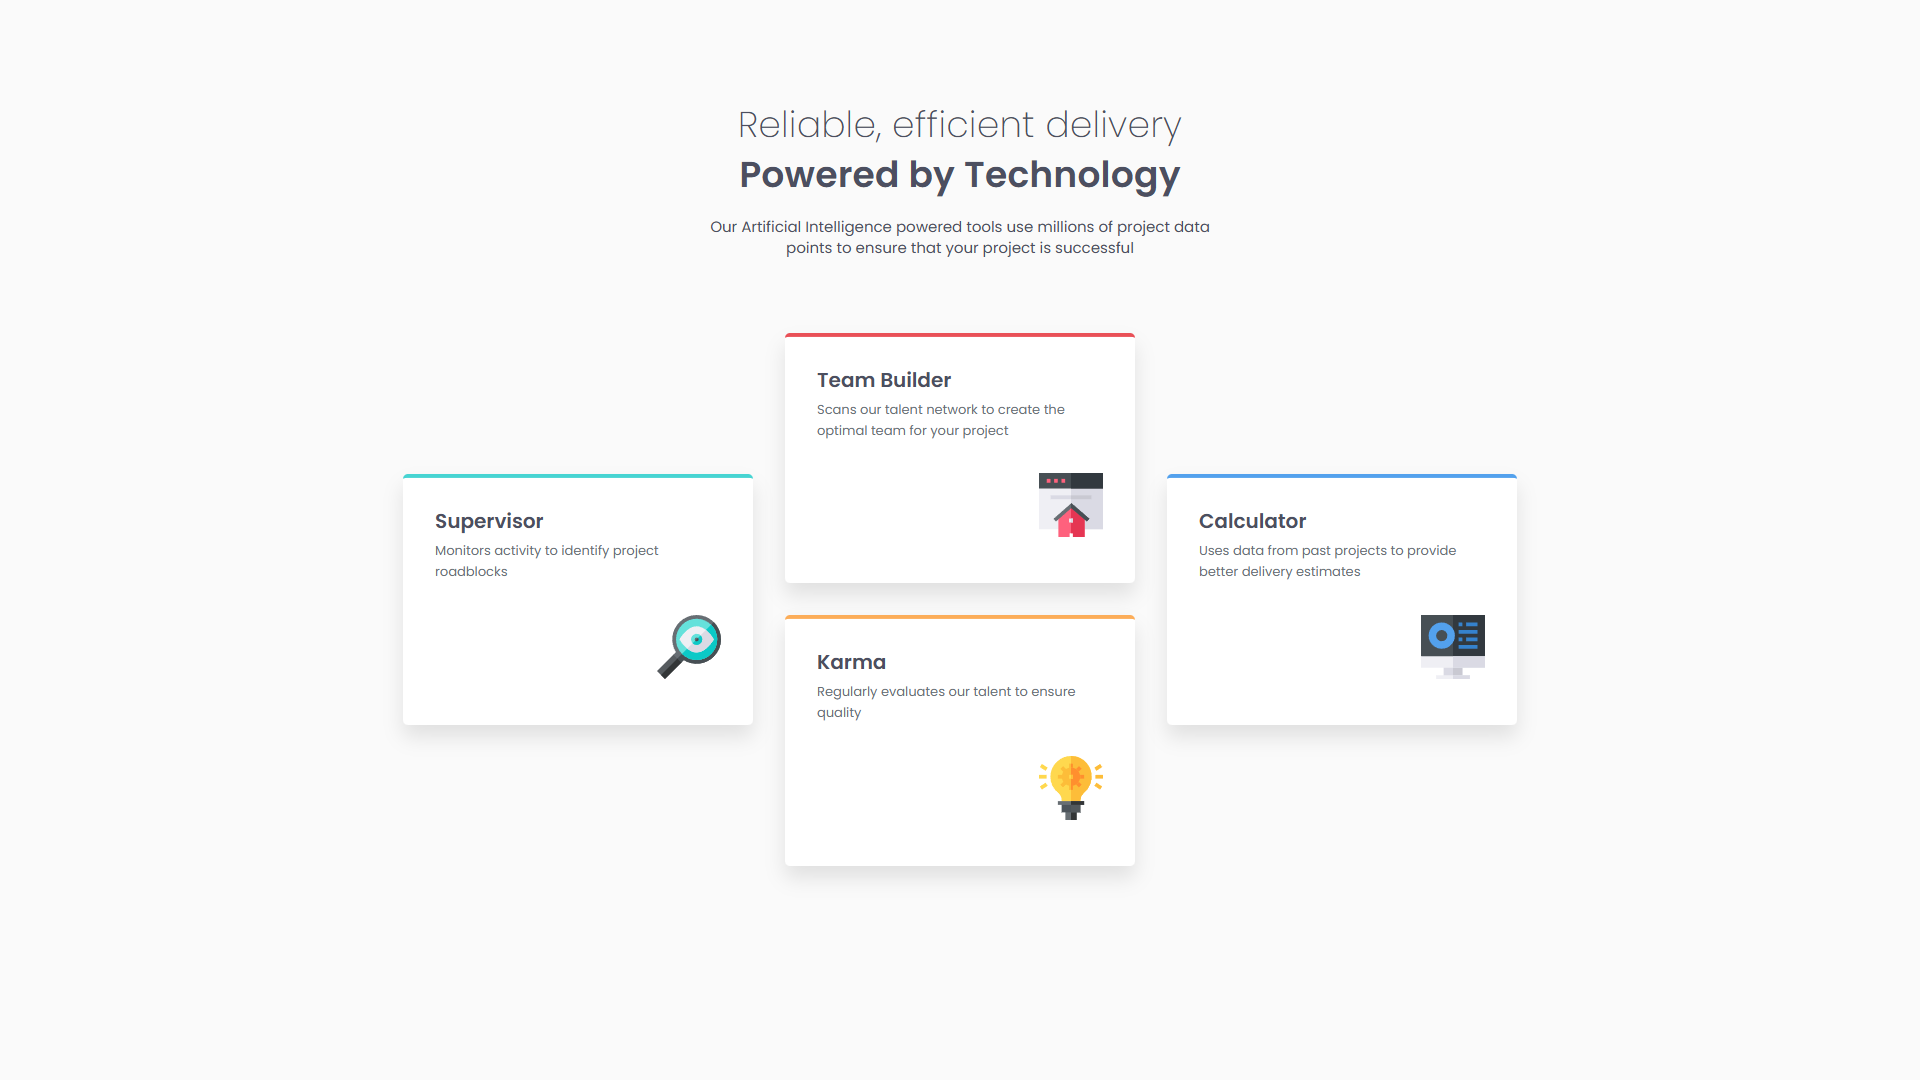 Reliable, efficient delivery
Powered by Technology
Our Artificial Intelligence powered tools use millions of project data
points to ensure that your project is successful
Supervisor
Monitors activity to identify project
roadblocks
Team Builder
Scans our talent network to create the
optimal team for your project
Karma
Regularly evaluates our talent to ensure
quality
Calculator
Uses data from past projects to provide
better delivery estimates